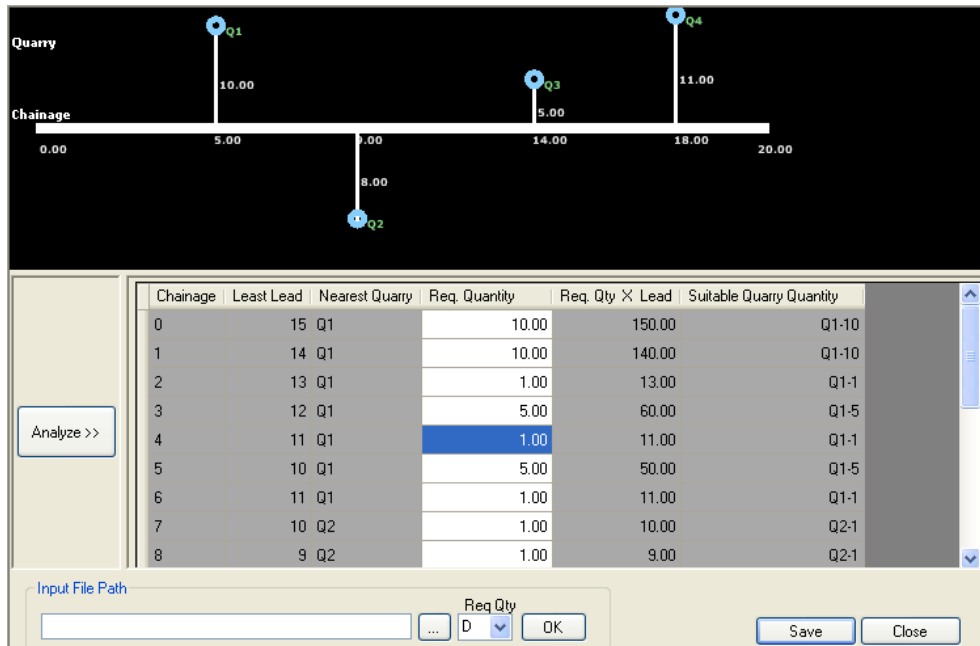 Quarry
Q1
Q4
10.00
Q3
11.00
5.00
Chainage
0.00
5.00
9.00
14.00
18.00
20.00
8.00
Q2
Chainage Least Lead Nearest Quarry Req. Quantity Req. Qty X Lead Suitable Quarry Quantity
0 15 Q1 10.00 150.00 Q1-10
1 14 Q1 10.00 140.00 Q1-10
2 13 Q1 1.00 13.00 Q1-1
3 12 Q1 5.00 60.00 Q1-5
Analyze >>
4 11 Q1 1.00 11.00 Q1-1
5 10 Q1 5.00 50.00 Q1-5
6 11 Q1 1.00 11.00 Q1-1
7 10 Q2 1.00 10.00 Q2-1
8 9 Q2 1.00 9.00 Q2-1
Input File Path
Req Qty
... D OK
Save Close